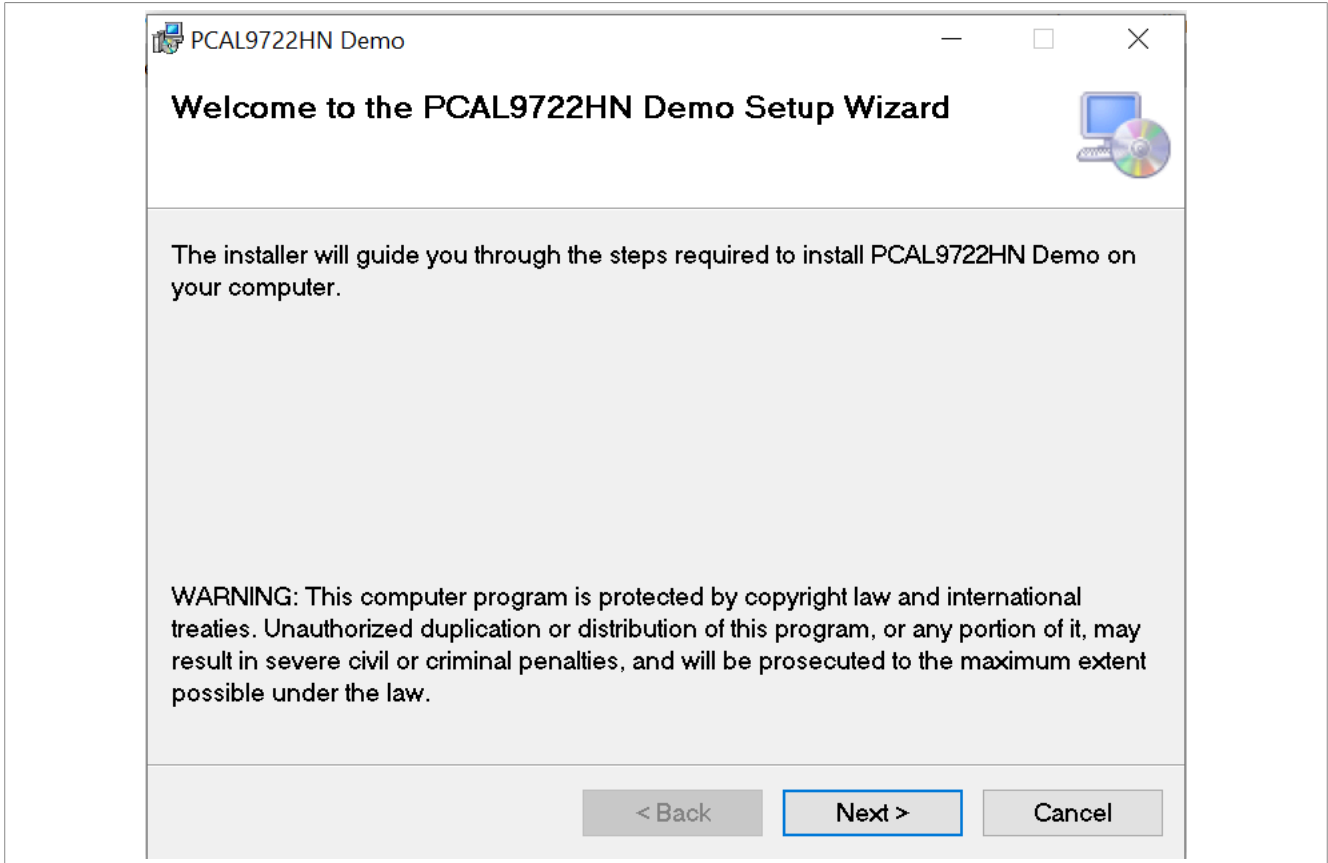 PCAL9722HN Demo
Welcome to the PCAL9722HN Demo Setup Wizard
The installer will guide you through the steps required to install PCAL9722HN Demo on
your computer.
WARNING: This computer program is protected by copyright law and international
treaties. Unauthorized duplication or distribution of this program, or any portion of it, may
result in severe civil or criminal penalties, and will be prosecuted to the maximum extent
possible under the law.
< Back
Next >
Cancel